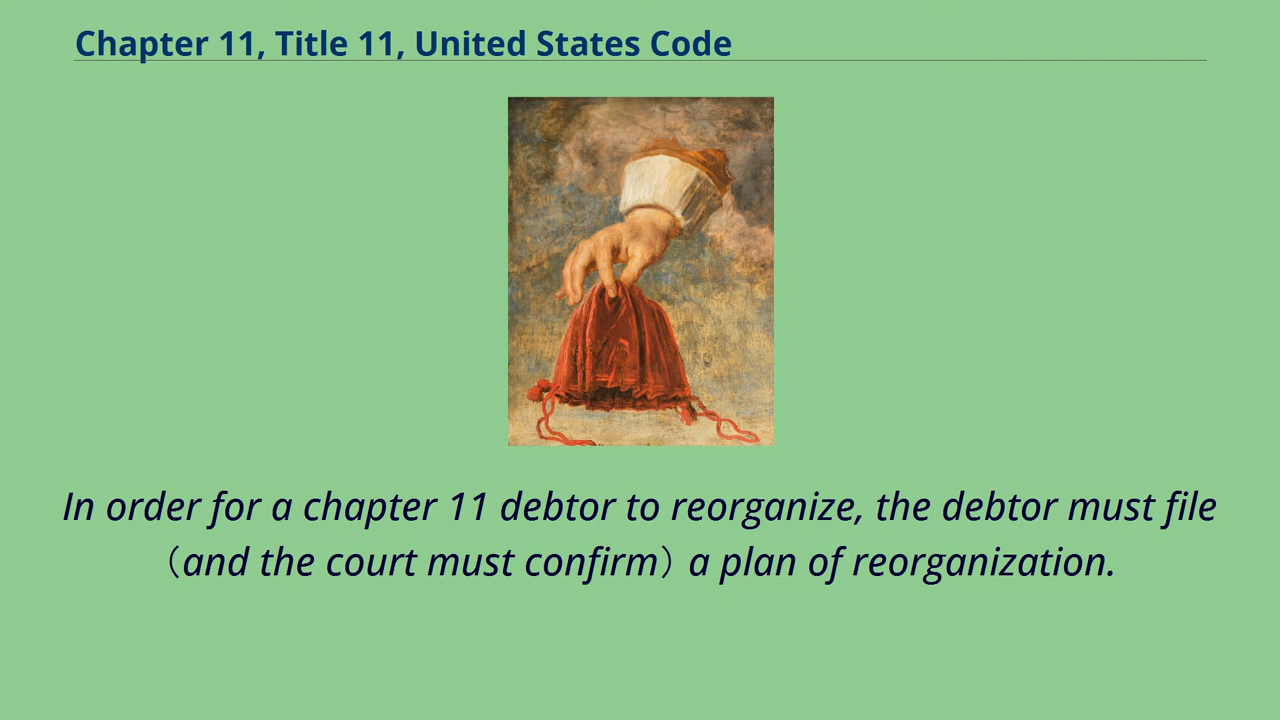 Chapter 11, Title 11, United States Code
In order for a chapter 11 debtor to reorganize, the debtor must file
（and the court must confirm）a plan of reorganization.